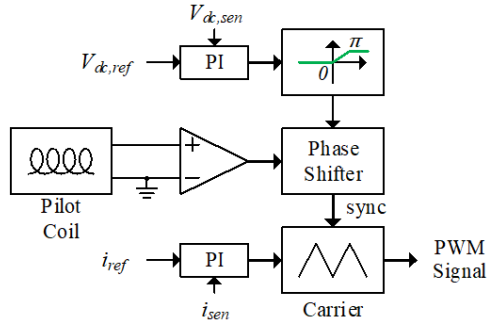 V_dc,sen
V_dc,ref
PI
π
0
+
−
Phase
Shifter
Pilot
Coil
sync
i_ref
PI
i_sen
Carrier
PWM
Signal